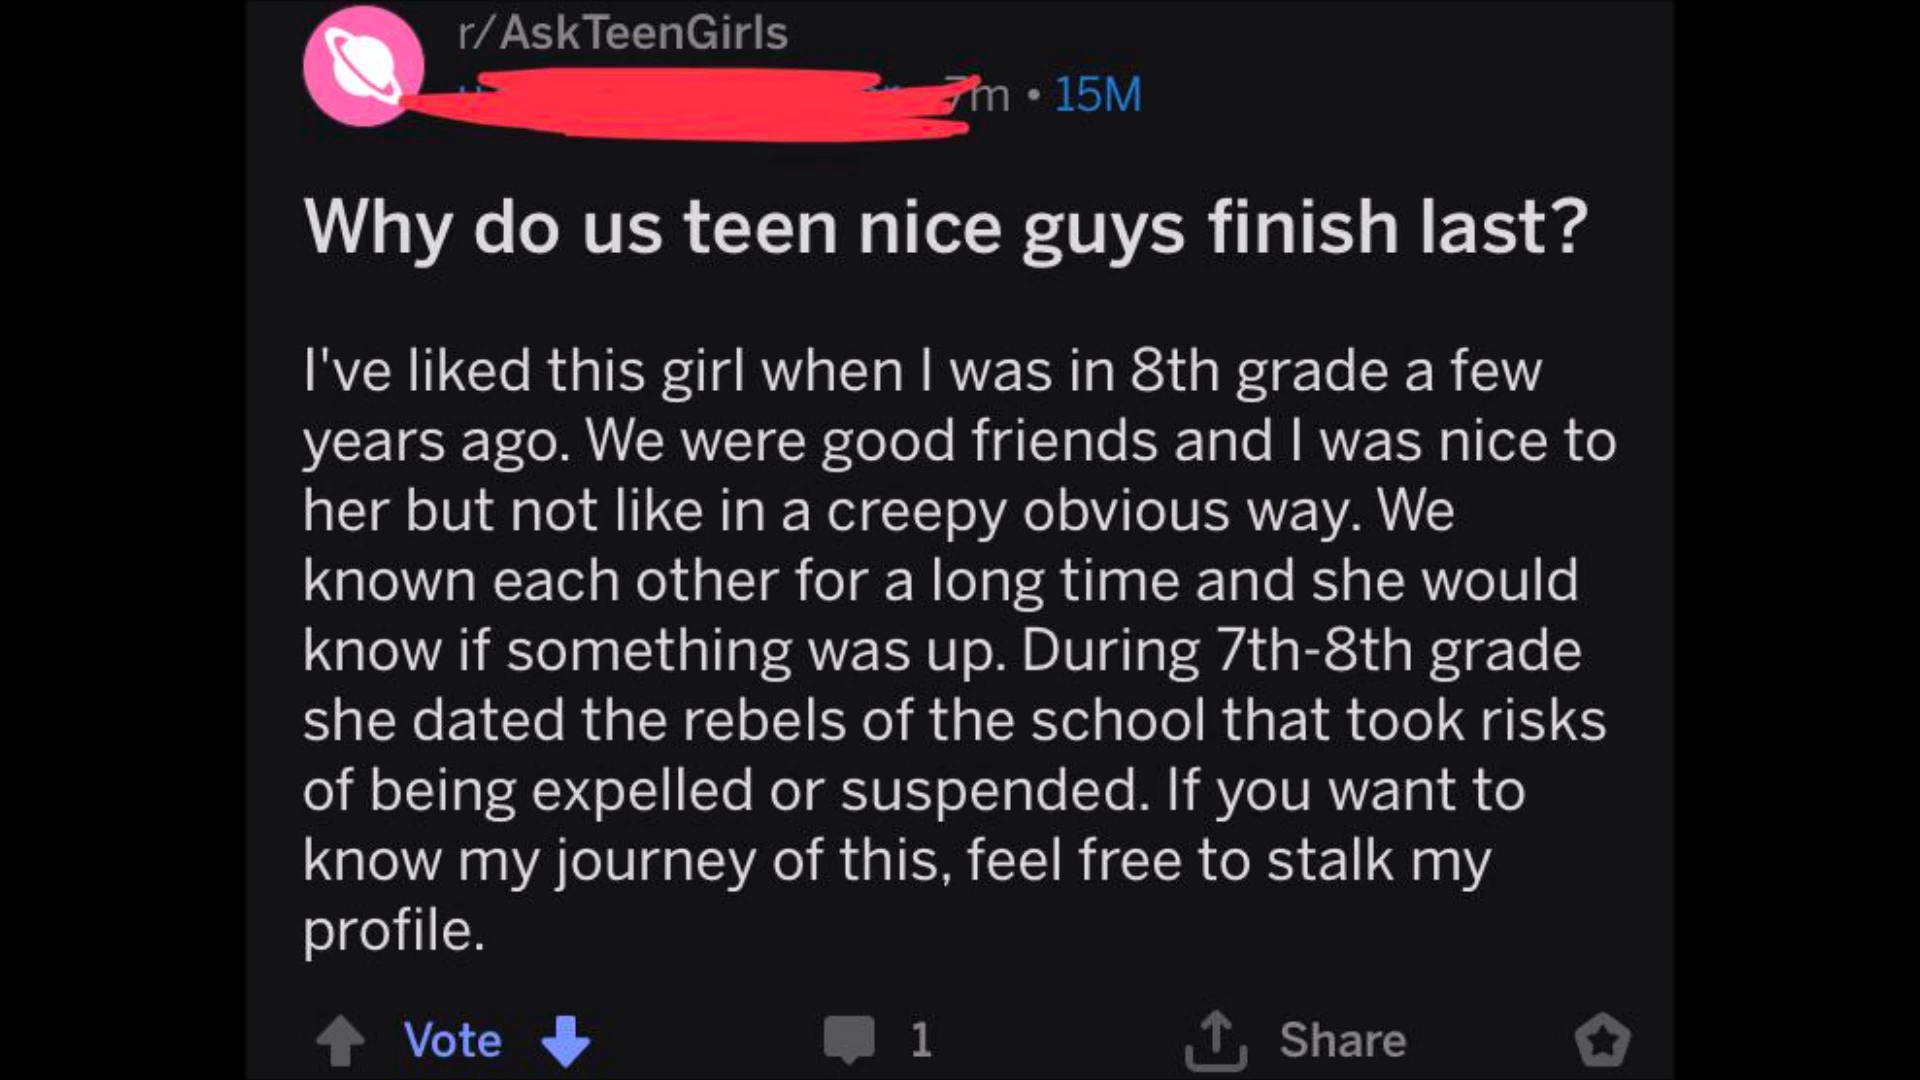 r/AskTeenGirls
7m • 15M
Why do us teen nice guys finish last?
I've liked this girl when I was in 8th grade a few
years ago. We were good friends and I was nice to
her but not like in a creepy obvious way. We
known each other for a long time and she would
know if something was up. During 7th-8th grade
she dated the rebels of the school that took risks
of being expelled or suspended. If you want to
know my journey of this, feel free to stalk my
profile.
Vote 1 Share